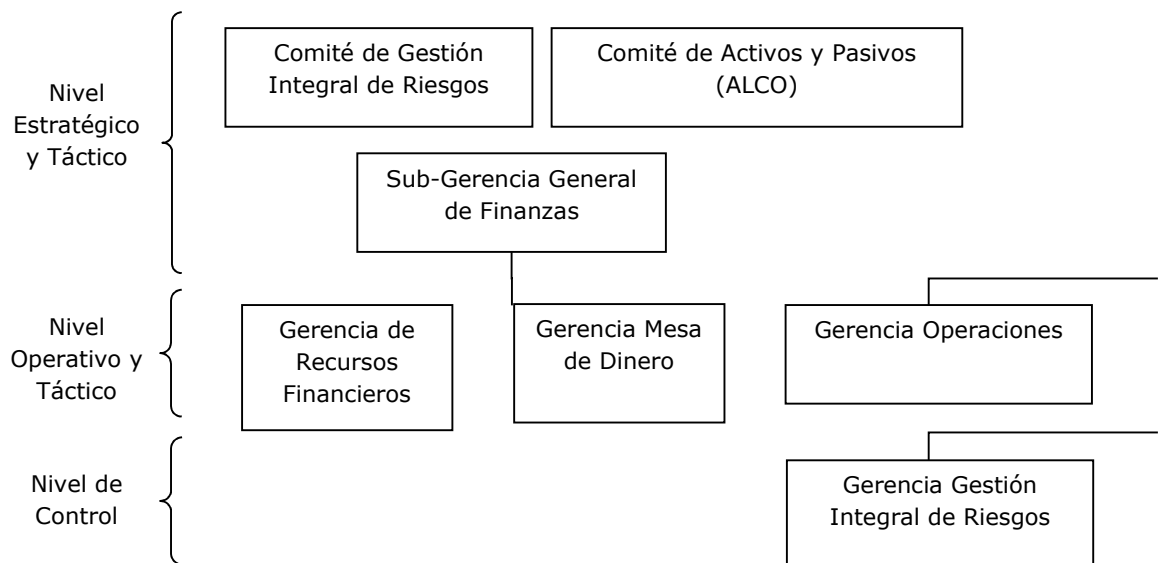 Nivel
Estratégico
y Táctico
Comité de Gestión
Integral de Riesgos
Comité de Activos y Pasivos
(ALCO)
Sub-Gerencia General
de Finanzas
Nivel
Operativo y
Táctico
Gerencia de
Recursos
Financieros
Gerencia Mesa
de Dinero
Gerencia Operaciones
Nivel de
Control
Gerencia Gestión
Integral de Riesgos